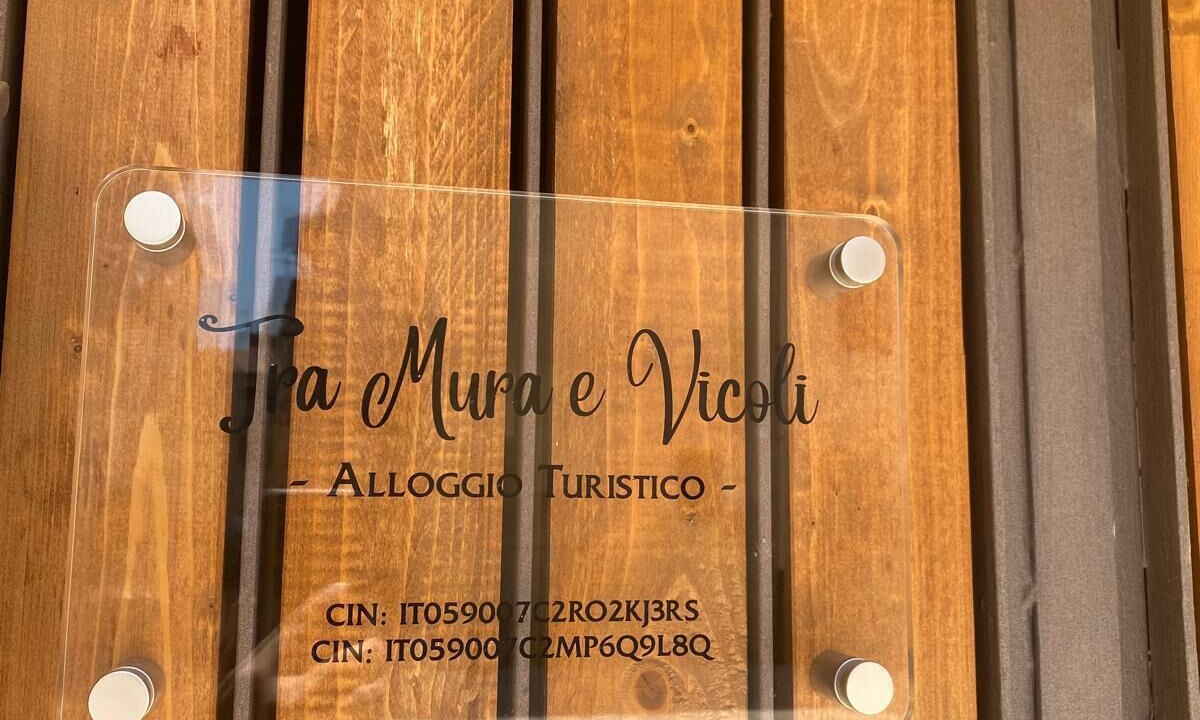 Tra Mura e Vicoli
- ALLOGGIO TURISTICO -
CIN: IT059007C2RO2KJ3RS
CIN: IT059007C2MP6Q9L8Q